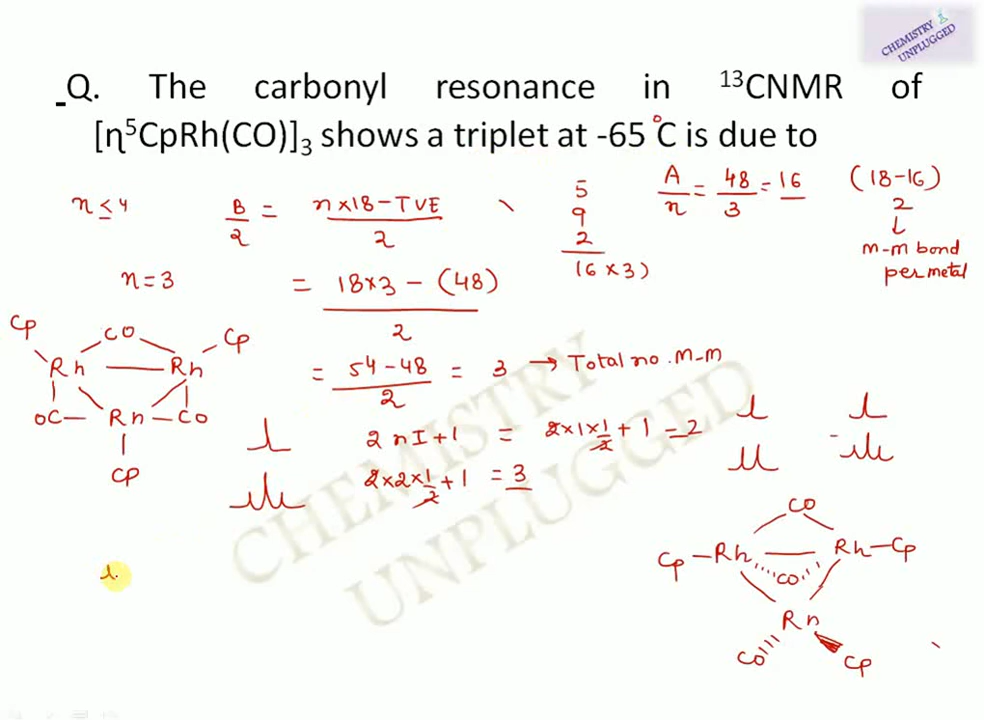 CHEMISTRY
UNPLUGGED
Q. The carbonyl resonance in ¹³CNMR of
[η⁵CpRh(CO)]₃ shows a triplet at -65 °C is due to
n ≤ 4
B/2 = n×18-TVE / 2
5
9
2
16 ×3)
A/n = 48/3 = 16
(18-16)
2
m-m bond
per metal
n = 3
= 18×3 - (48) / 2
= 54-48 / 2 = 3 → Total no. M-M
Cp CO Cp
Rh Rh
OC- Rh - CO
Cp
2nI+1 = 2×1×1/2 + 1 = 2
2×2×1/2 + 1 = 3
CO
Cp-Rh Rh-Cp
CO
Rh
CO Cp
CHEMISTRY
UNPLUGGED